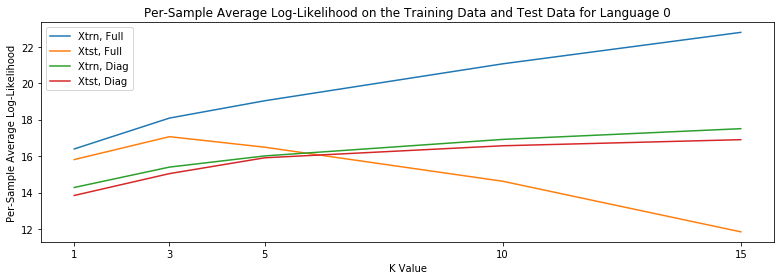 Per-Sample Average Log-Likelihood on the Training Data and Test Data for Language 0
Per-Sample Average Log-Likelihood
22
20
18
16
14
12
Xtrn, Full
Xtst, Full
Xtrn, Diag
Xtst, Diag
1 3 5 10 15
K Value